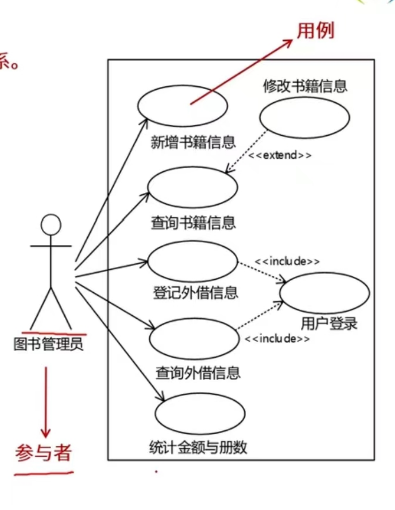 用例
系。
修改书籍信息
新增书籍信息
<<extend>>
查询书籍信息
<<include>>
登记外借信息
用户登录
<<include>>
图书管理员
查询外借信息
参与者
统计金额与册数